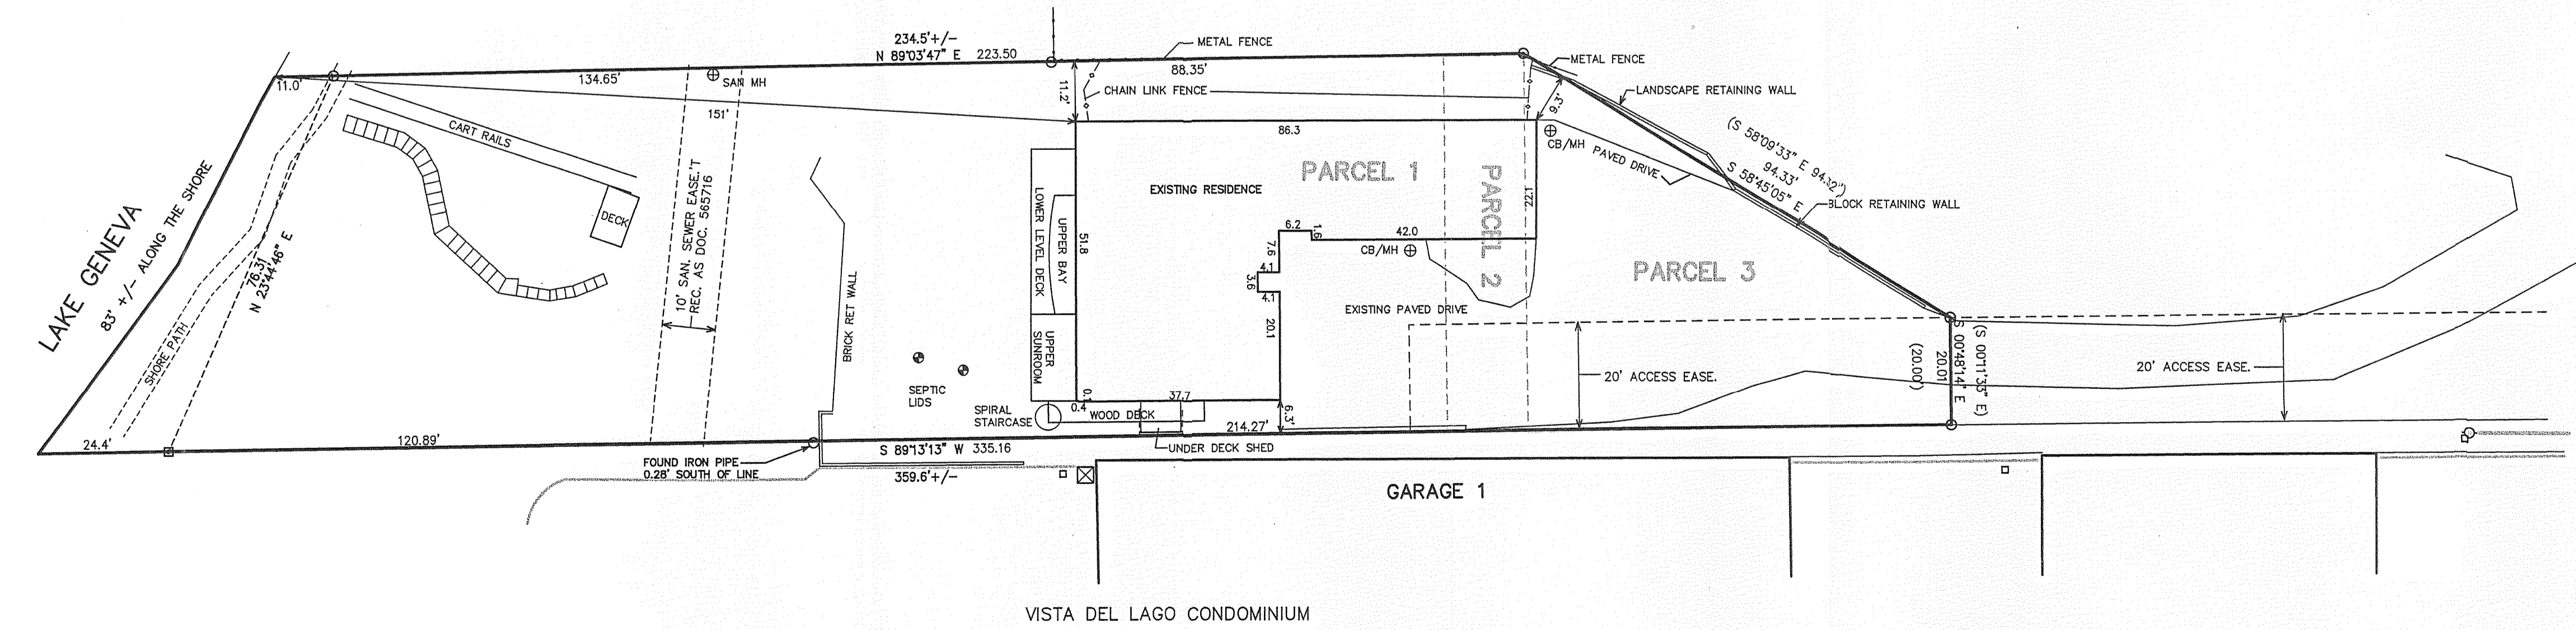 234.5'+/-
N 89°03'47" E 223.50
METAL FENCE
METAL FENCE
11.0'
134.65'
SAN MH
88.35'
11.2'
CHAIN LINK FENCE
9.3'
LANDSCAPE RETAINING WALL
151'
CART RAILS
86.3
CB/MH
PAVED DRIVE
(S 58°09'33" E 94.32')
94.33'
S 58°45'05" E
BLOCK RETAINING WALL
LAKE GENEVA
83' +/- ALONG THE SHORE
76.31
N 23°44'46" E
SHORE PATH
DECK
10' SAN. SEWER EASE.T
REC. AS DOC. 565716
BRICK RET WALL
LOWER LEVEL DECK
UPPER BAY
UPPER
SUNROOM
51.8
EXISTING RESIDENCE
PARCEL 1
PARCEL 2
22.1
6.2
1.6
42.0
7.6
CB/MH
4.1
3.6
4.1
20.1
EXISTING PAVED DRIVE
PARCEL 3
20' ACCESS EASE.
(S 00°11'33" E)
S 00°48'14" E
20.01
(20.00')
20' ACCESS EASE.
SEPTIC
LIDS
SPIRAL
STAIRCASE
0.1
0.4
WOOD DECK
37.7
6.3'
24.4'
120.89'
214.27'
FOUND IRON PIPE
0.28' SOUTH OF LINE
S 89°13'13" W 335.16
UNDER DECK SHED
359.6'+/-
GARAGE 1
VISTA DEL LAGO CONDOMINIUM